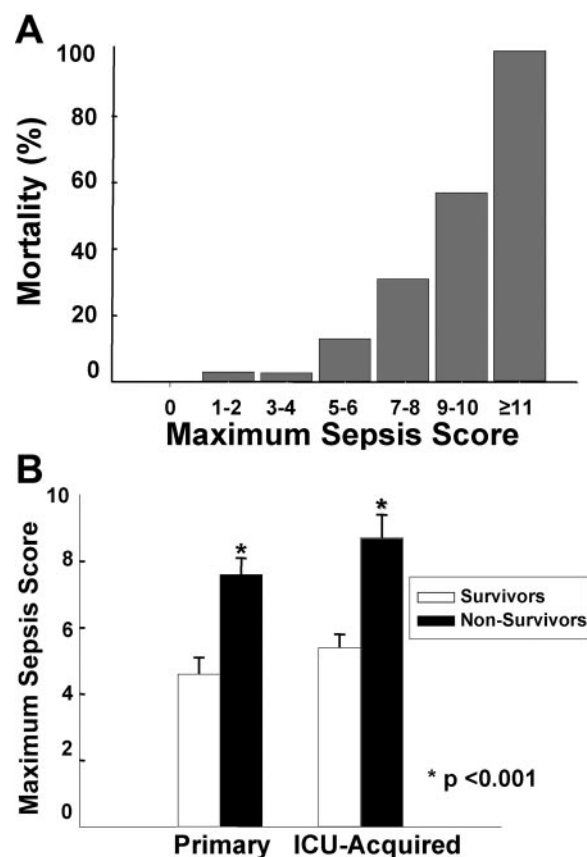 A
100
80
60
40
20
0
Mortality (%)
0 1-2 3-4 5-6 7-8 9-10 ≥11
Maximum Sepsis Score
B
10
8
6
4
2
0
Maximum Sepsis Score
* *
Survivors
Non-Survivors
* p <0.001
Primary ICU-Acquired